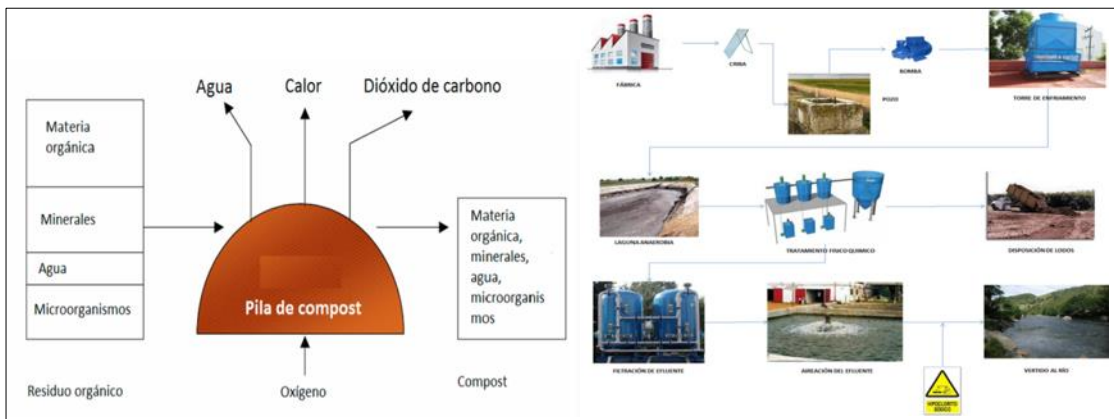 Agua
Calor
Dióxido de carbono
Materia
orgánica
Minerales
Agua
Microorganismos
Pila de compost
Materia
orgánica,
minerales,
agua,
microorganis
mos
Residuo orgánico
Oxígeno
Compost
FÁBRICA
CRIBA
POZO
BOMBA
TORRE DE ENFRIAMIENTO
LAGUNA ANAEROBIA
TRATAMIENTO FISICO QUIMICO
DISPOSICIÓN DE LODOS
FILTRACIÓN DE EFLUENTE
AIREACIÓN DEL EFLUENTE
HIPOCLORITO
SÓDICO
VERTIDO AL RÍO